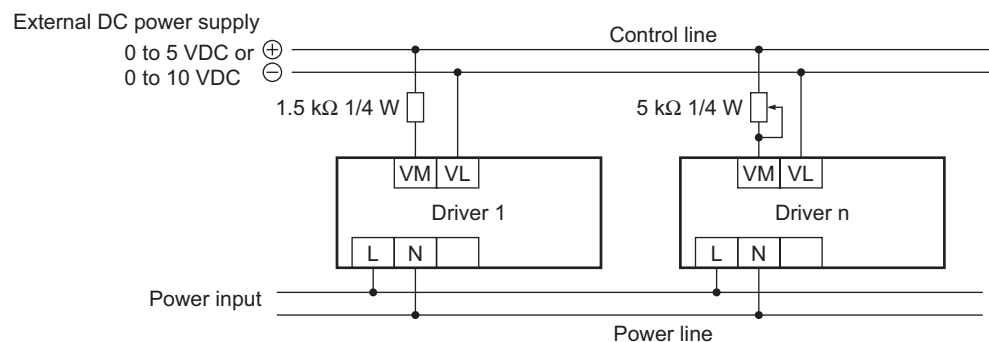 External DC power supply
0 to 5 VDC or ⊕
0 to 10 VDC ⊖
Control line
1.5 kΩ 1/4 W
5 kΩ 1/4 W
VM VL
VM VL
Driver 1
Driver n
L N
L N
Power input
Power line